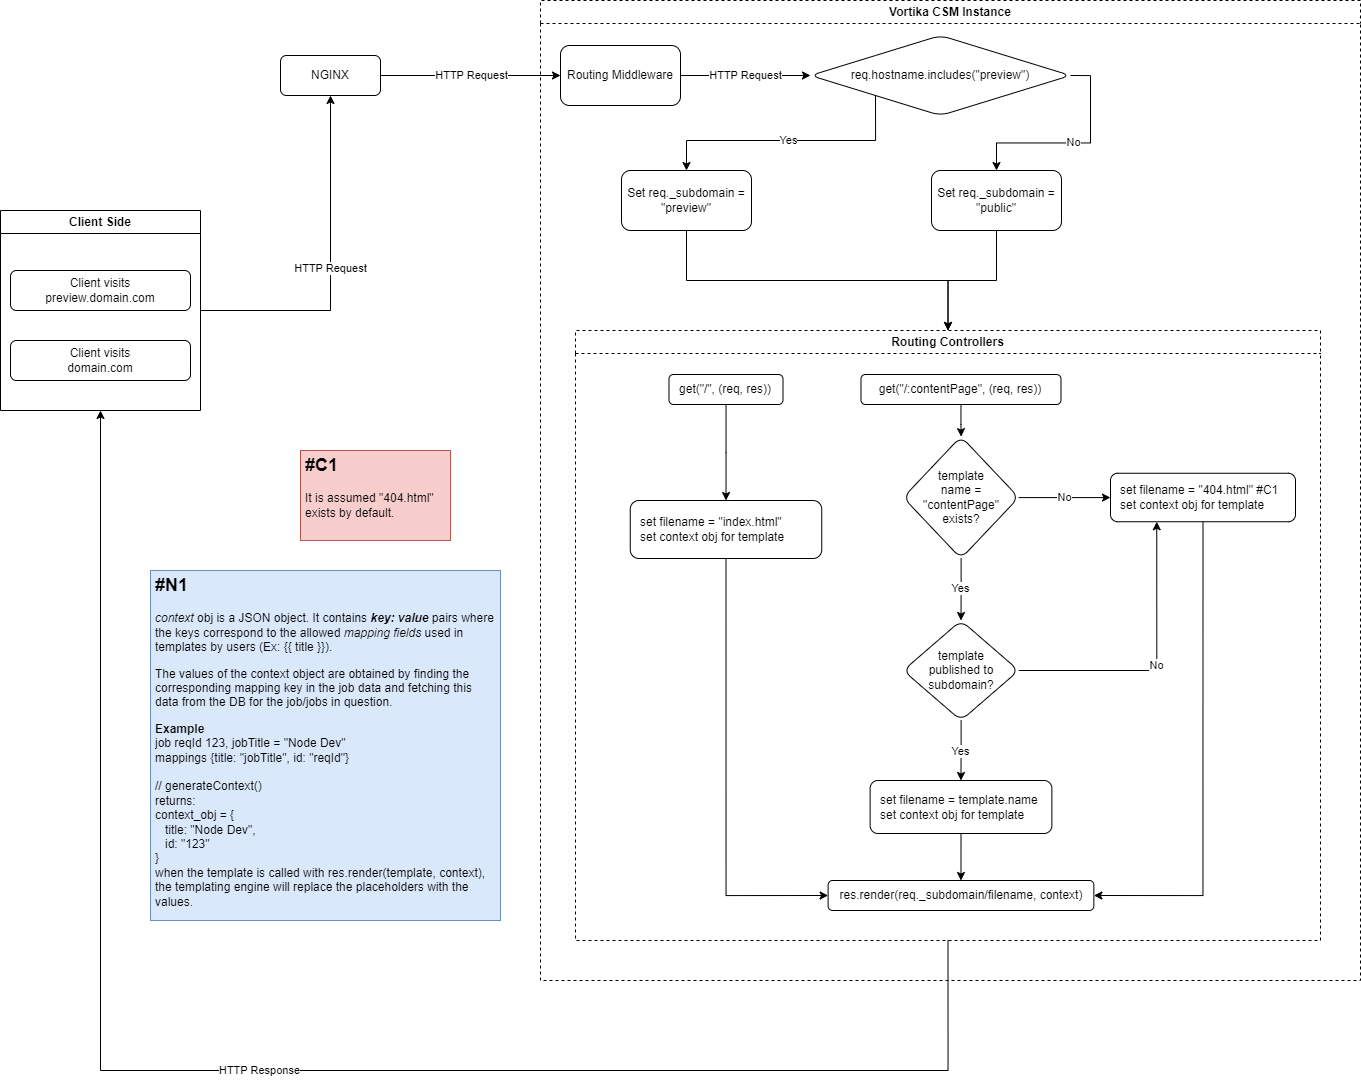 Vortika CSM Instance
NGINX
HTTP Request
Routing Middleware
HTTP Request
req.hostname.includes("preview")
Yes
No
Set req._subdomain =
"preview"
Set req._subdomain =
"public"
Client Side
Client visits
preview.domain.com
Client visits
domain.com
HTTP Request
Routing Controllers
get("/", (req, res))
get("/:contentPage", (req, res))
template
name =
"contentPage"
exists?
No
set filename = "404.html" #C1
set context obj for template
set filename = "index.html"
set context obj for template
Yes
template
published to
subdomain?
No
Yes
set filename = template.name
set context obj for template
res.render(req._subdomain/filename, context)
#C1
It is assumed "404.html"
exists by default.
#N1
context obj is a JSON object. It contains key: value pairs where
the keys correspond to the allowed mapping fields used in
templates by users (Ex: {{ title }}).
The values of the context object are obtained by finding the
corresponding mapping key in the job data and fetching this
data from the DB for the job/jobs in question.
Example
job reqId 123, jobTitle = "Node Dev"
mappings {title: "jobTitle", id: "reqId"}
// generateContext()
returns:
context_obj = {
title: "Node Dev",
id: "123"
}
when the template is called with res.render(template, context),
the templating engine will replace the placeholders with the
values.
HTTP Response